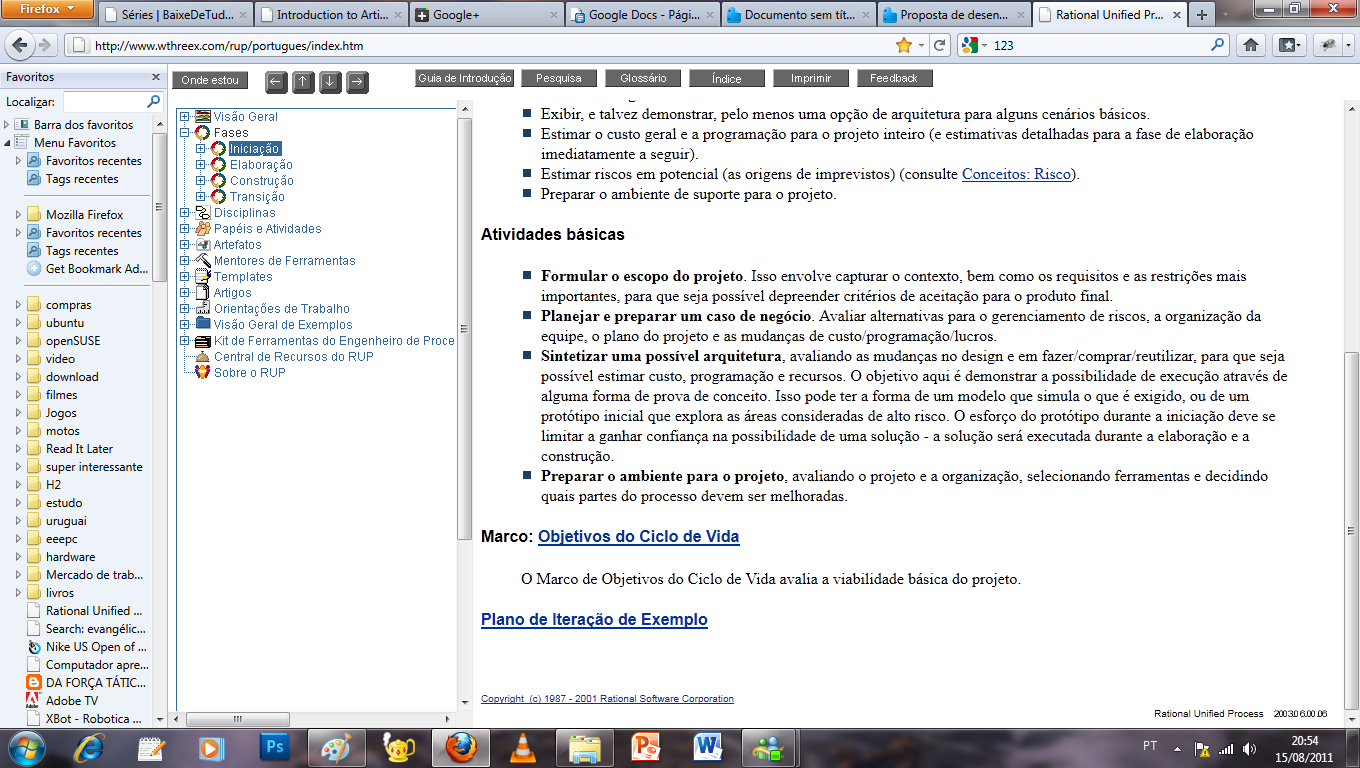 Firefox
Séries | BaixeDeTud...
Introduction to Arti...
Google+
Google Docs - Pági...
Documento sem tít...
Proposta de desen...
Rational Unified Pr...
http://www.wthreex.com/rup/portugues/index.htm
123
Favoritos
Localizar:
Barra dos favoritos
Menu Favoritos
Favoritos recentes
Tags recentes
Mozilla Firefox
Favoritos recentes
Tags recentes
Get Bookmark Ad...
compras
ubuntu
openSUSE
video
download
filmes
Jogos
motos
Read It Later
super interessante
H2
estudo
uruguai
eeepc
hardware
Mercado de trab...
livros
Rational Unified ...
Search: evangélic...
Nike US Open of ...
Computador apre...
DA FORÇA TÁTIC...
Adobe TV
XBot - Robotica ...
Onde estou
Guia de Introdução
Pesquisa
Glossário
Índice
Imprimir
Feedback
Visão Geral
Fases
Iniciação
Elaboração
Construção
Transição
Disciplinas
Papéis e Atividades
Artefatos
Mentores de Ferramentas
Templates
Artigos
Orientações de Trabalho
Visão Geral de Exemplos
Kit de Ferramentas do Engenheiro de Proce
Central de Recursos do RUP
Sobre o RUP
Exibir, e talvez demonstrar, pelo menos uma opção de arquitetura para alguns cenários básicos.
Estimar o custo geral e a programação para o projeto inteiro (e estimativas detalhadas para a fase de elaboração
imediatamente a seguir).
Estimar riscos em potencial (as origens de imprevistos) (consulte Conceitos: Risco).
Preparar o ambiente de suporte para o projeto.
Atividades básicas
Formular o escopo do projeto. Isso envolve capturar o contexto, bem como os requisitos e as restrições mais
importantes, para que seja possível depreender critérios de aceitação para o produto final.
Planejar e preparar um caso de negócio. Avaliar alternativas para o gerenciamento de riscos, a organização da
equipe, o plano do projeto e as mudanças de custo/programação/lucros.
Sintetizar uma possível arquitetura, avaliando as mudanças no design e em fazer/comprar/reutilizar, para que seja
possível estimar custo, programação e recursos. O objetivo aqui é demonstrar a possibilidade de execução através de
alguma forma de prova de conceito. Isso pode ter a forma de um modelo que simula o que é exigido, ou de um
protótipo inicial que explora as áreas consideradas de alto risco. O esforço do protótipo durante a iniciação deve se
limitar a ganhar confiança na possibilidade de uma solução - a solução será executada durante a elaboração e a
construção.
Preparar o ambiente para o projeto, avaliando o projeto e a organização, selecionando ferramentas e decidindo
quais partes do processo devem ser melhoradas.
Marco: Objetivos do Ciclo de Vida
O Marco de Objetivos do Ciclo de Vida avalia a viabilidade básica do projeto.
Plano de Iteração de Exemplo
Copyright (c) 1987 - 2001 Rational Software Corporation
Rational Unified Process 2003.06.00.06
Ps
PT
20:54
15/08/2011